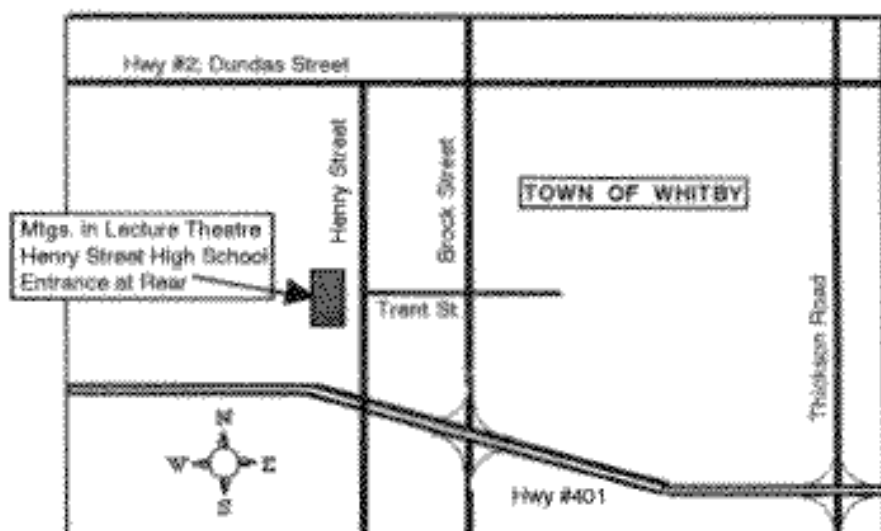 Hwy #2; Dundas Street
Henry Street
Brock Street
TOWN OF WHITBY
Mtgs. in Lecture Theatre
Henry Street High School
Entrance at Rear
Trent St.
Thickson Road
N
W
E
S
Hwy #401